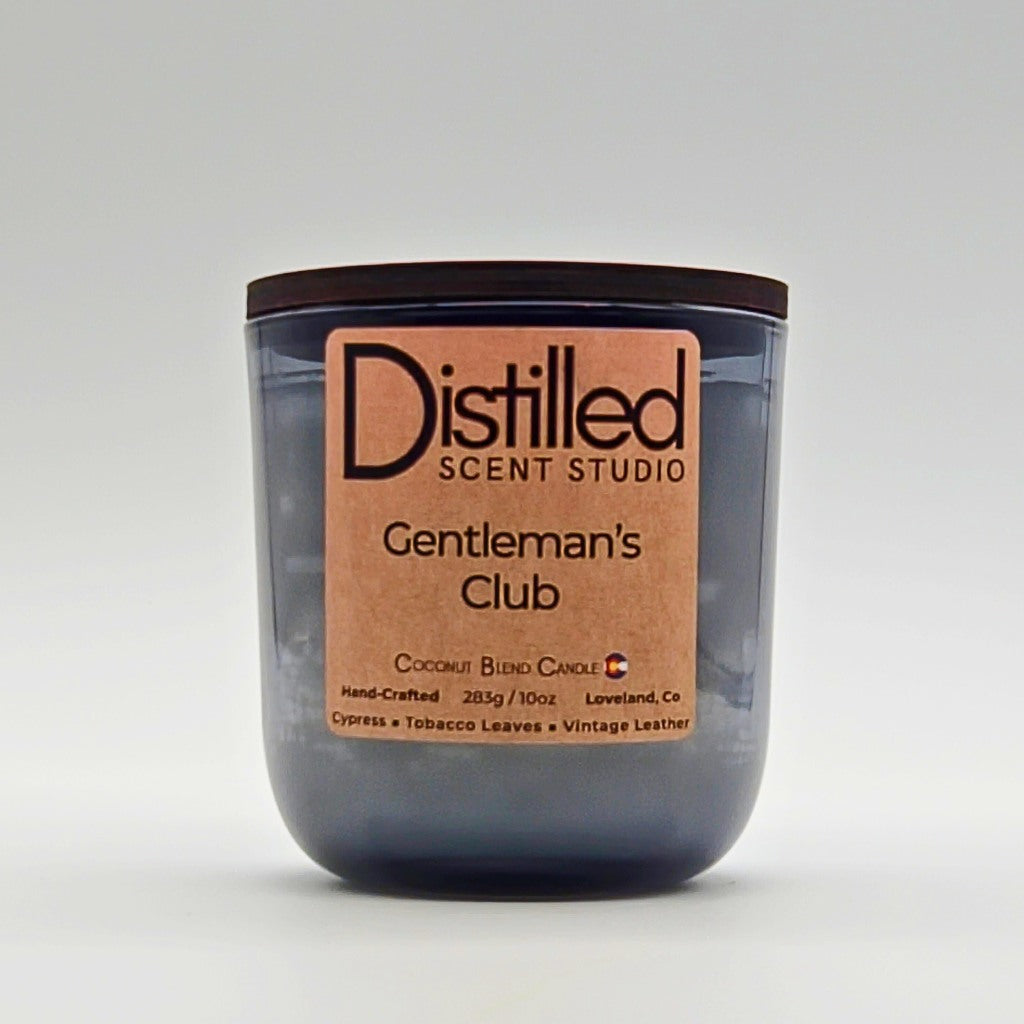 Distilled
SCENT STUDIO
Gentleman's
Club
Coconut Blend Candle
Hand-Crafted 283g / 10oz Loveland, Co
Cypress ▪ Tobacco Leaves ▪ Vintage Leather